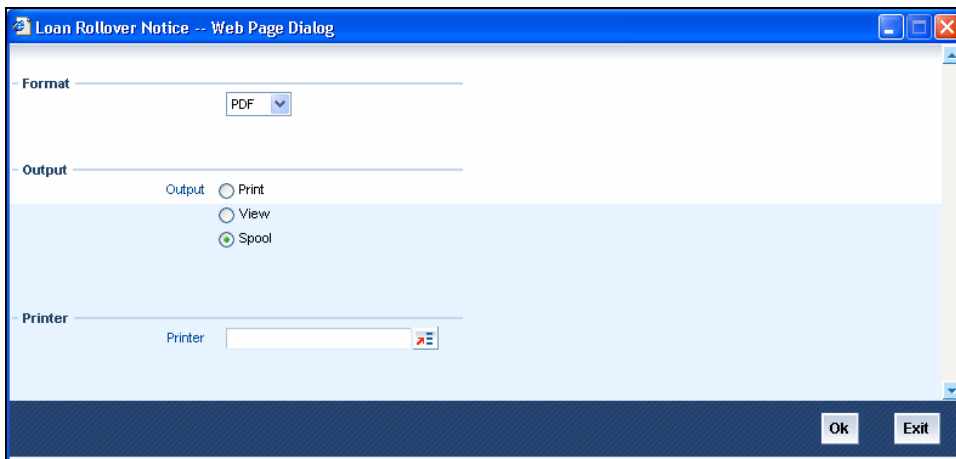 Loan Rollover Notice -- Web Page Dialog
Format
PDF
Output
Output Print
View
Spool
Printer
Printer
Ok Exit